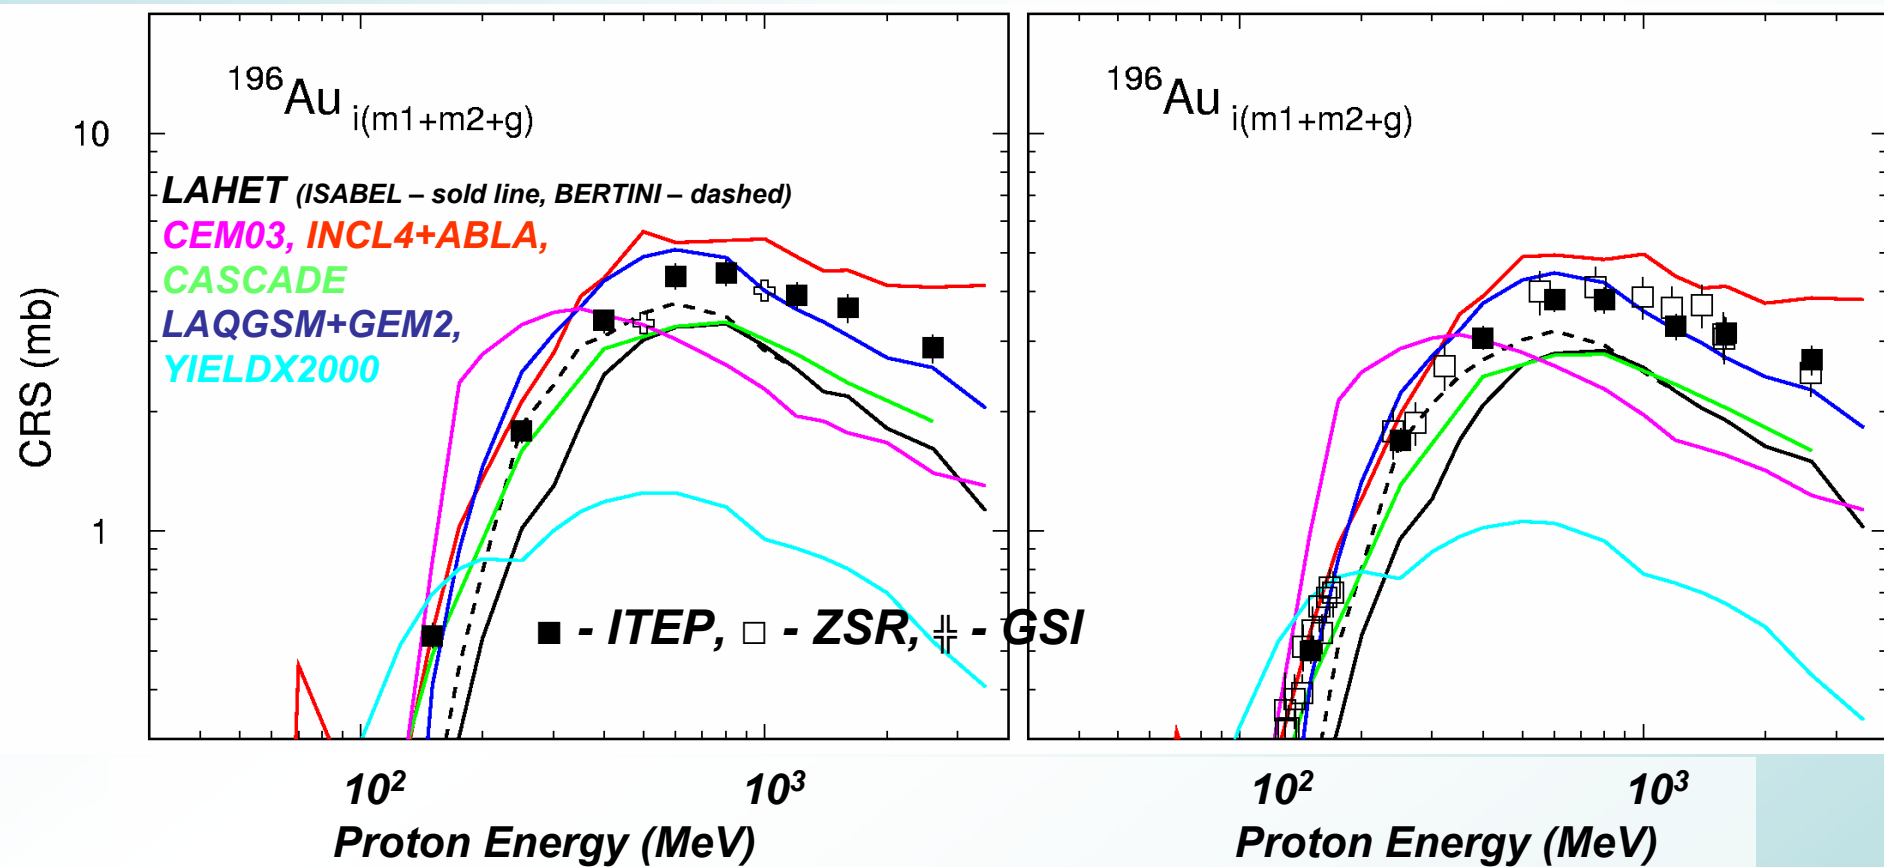 196Au i(m1+m2+g)
196Au i(m1+m2+g)
10
LAHET (ISABEL – sold line, BERTINI – dashed)
CEM03, INCL4+ABLA,
CASCADE
LAQGSM+GEM2,
YIELDX2000
CRS (mb)
1
■ - ITEP, □ - ZSR, ╬ - GSI
10² 10³ 10² 10³
Proton Energy (MeV) Proton Energy (MeV)